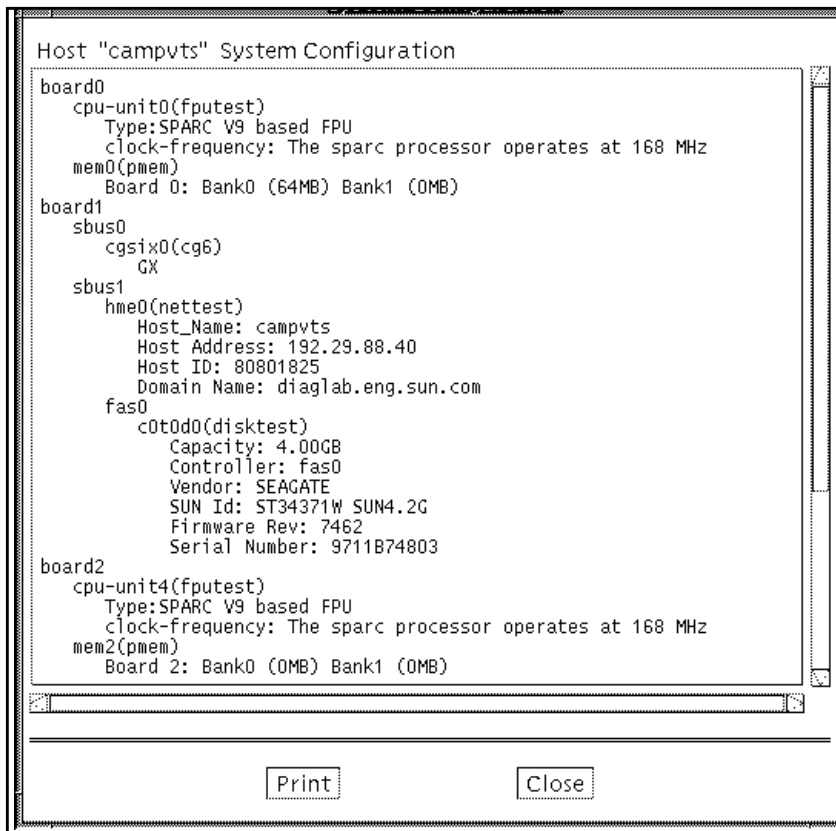 Host "campvts" System Configuration
board0
cpu-unit0(fputest)
Type:SPARC V9 based FPU
clock-frequency: The sparc processor operates at 168 MHz
mem0(pmem)
Board 0: Bank0 (64MB) Bank1 (0MB)
board1
sbus0
cgsix0(cg6)
GX
sbus1
hme0(nettest)
Host_Name: campvts
Host Address: 192.29.88.40
Host ID: 80801825
Domain Name: diaglab.eng.sun.com
fas0
c0t0d0(disktest)
Capacity: 4.00GB
Controller: fas0
Vendor: SEAGATE
SUN Id: ST34371W SUN4.2G
Firmware Rev: 7462
Serial Number: 9711B74803
board2
cpu-unit4(fputest)
Type:SPARC V9 based FPU
clock-frequency: The sparc processor operates at 168 MHz
mem2(pmem)
Board 2: Bank0 (0MB) Bank1 (0MB)
Print Close